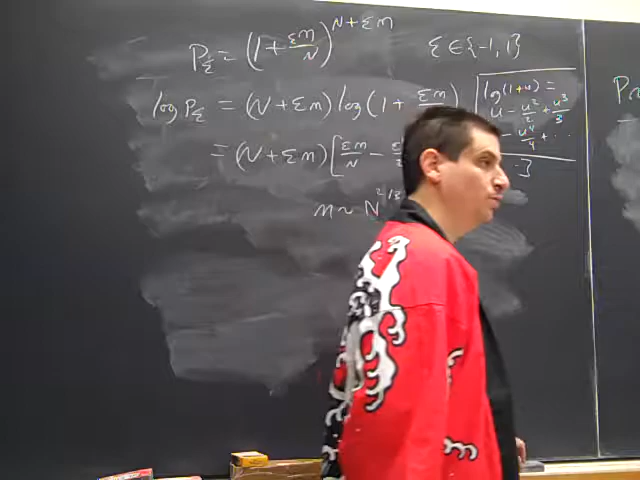 P_ε = (1 + εm/N)^{N + εm}   ε ∈ {-1, 1}
log P_ε = (N + εm) log (1 + εm
log(1+u) =
u - u²/2 + u³/3
- u⁴/4 + ...
= (N + εm) [εm/N - ε
m ~ N^{2/3
P